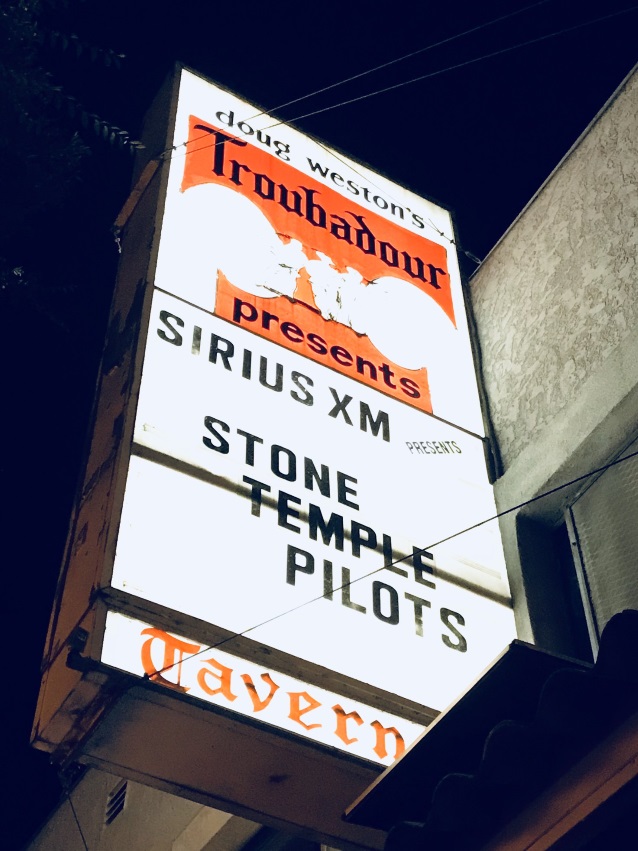 doug weston's
Troubadour
presents
SIRIUS XM
PRESENTS
STONE
TEMPLE
PILOTS
Tavern